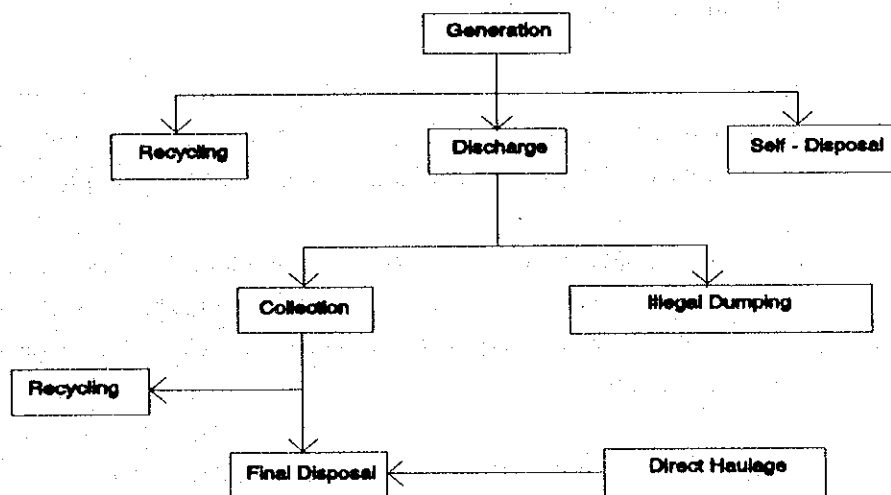 Generation
Recycling
Discharge
Self - Disposal
Collection
Illegal Dumping
Recycling
Final Disposal
Direct Haulage